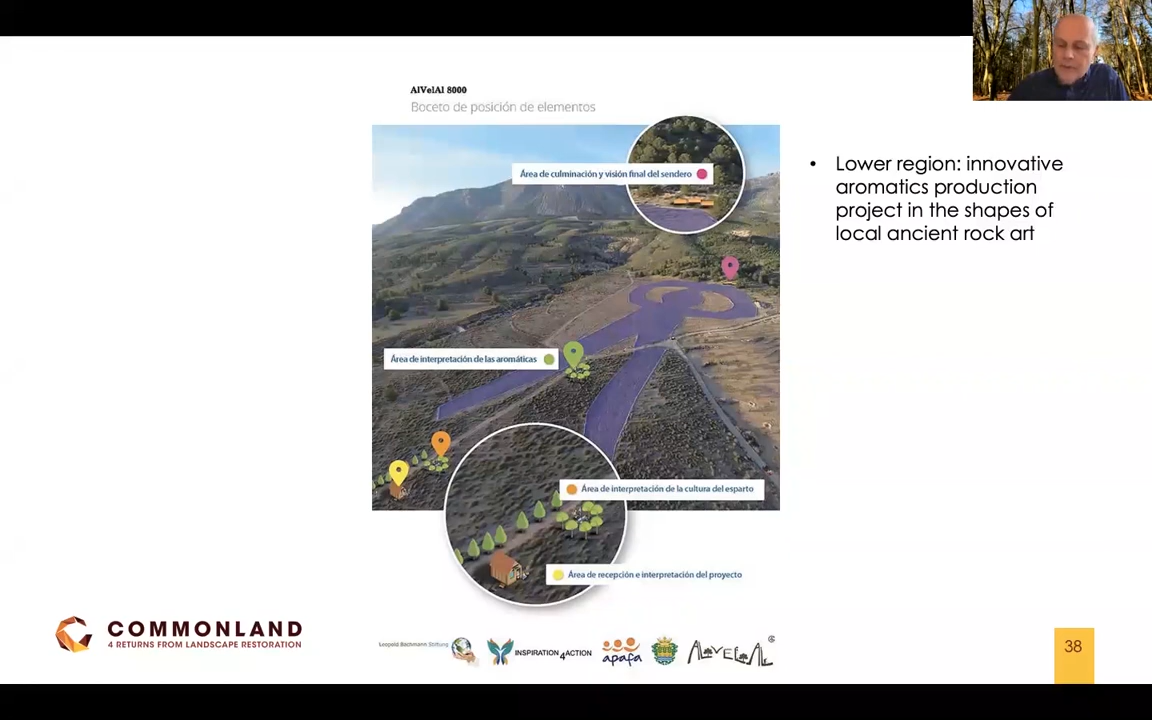 AlVelAl 8000
Boceto de posición de elementos
Área de culminación y visión final del sendero
Área de interpretación de las aromáticas
Área de interpretación de la cultura del esparto
Área de recepción e interpretación del proyecto
• Lower region: innovative
aromatics production
project in the shapes of
local ancient rock art
COMMONLAND
4 RETURNS FROM LANDSCAPE RESTORATION
Leopold Bachmann Stiftung
INSPIRATION 4ACTION
apafa
ALVELAL
38